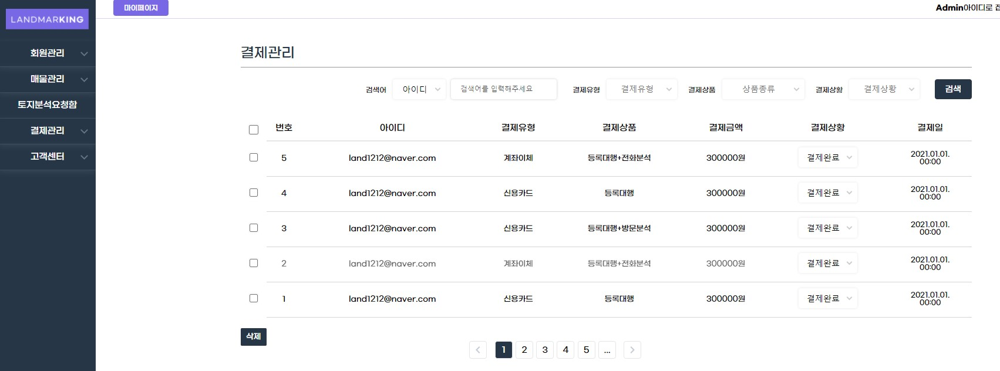 마이페이지
Admin아이디로 접
LANDMARKING
회원관리
매물관리
토지분석요청함
결제관리
고객센터
결제관리
검색어 아이디 검색어를 입력해주세요 결제유형 결제유형 결제상품 상품종류 결제상황 결제상황 검색
번호 아이디 결제유형 결제상품 결제금액 결제상황 결제일
5 land1212@naver.com 계좌이체 등록대행+전화분석 300000원 결제완료 2021.01.01.
00:00
4 land1212@naver.com 신용카드 등록대행 300000원 결제완료 2021.01.01.
00:00
3 land1212@naver.com 신용카드 등록대행+방문분석 300000원 결제완료 2021.01.01.
00:00
2 land1212@naver.com 계좌이체 등록대행+전화분석 300000원 결제완료 2021.01.01.
00:00
1 land1212@naver.com 신용카드 등록대행 300000원 결제완료 2021.01.01.
00:00
삭제
< 1 2 3 4 5 ... >